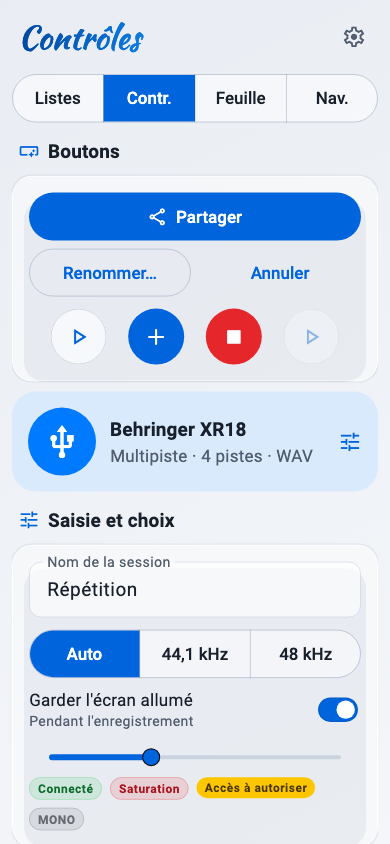 Contrôles
Listes
Contr.
Feuille
Nav.
Boutons
Partager
Renommer...
Annuler
Behringer XR18
Multipiste · 4 pistes · WAV
Saisie et choix
Nom de la session
Répétition
Auto
44,1 kHz
48 kHz
Garder l'écran allumé
Pendant l'enregistrement
Connecté
Saturation
Accès à autoriser
MONO